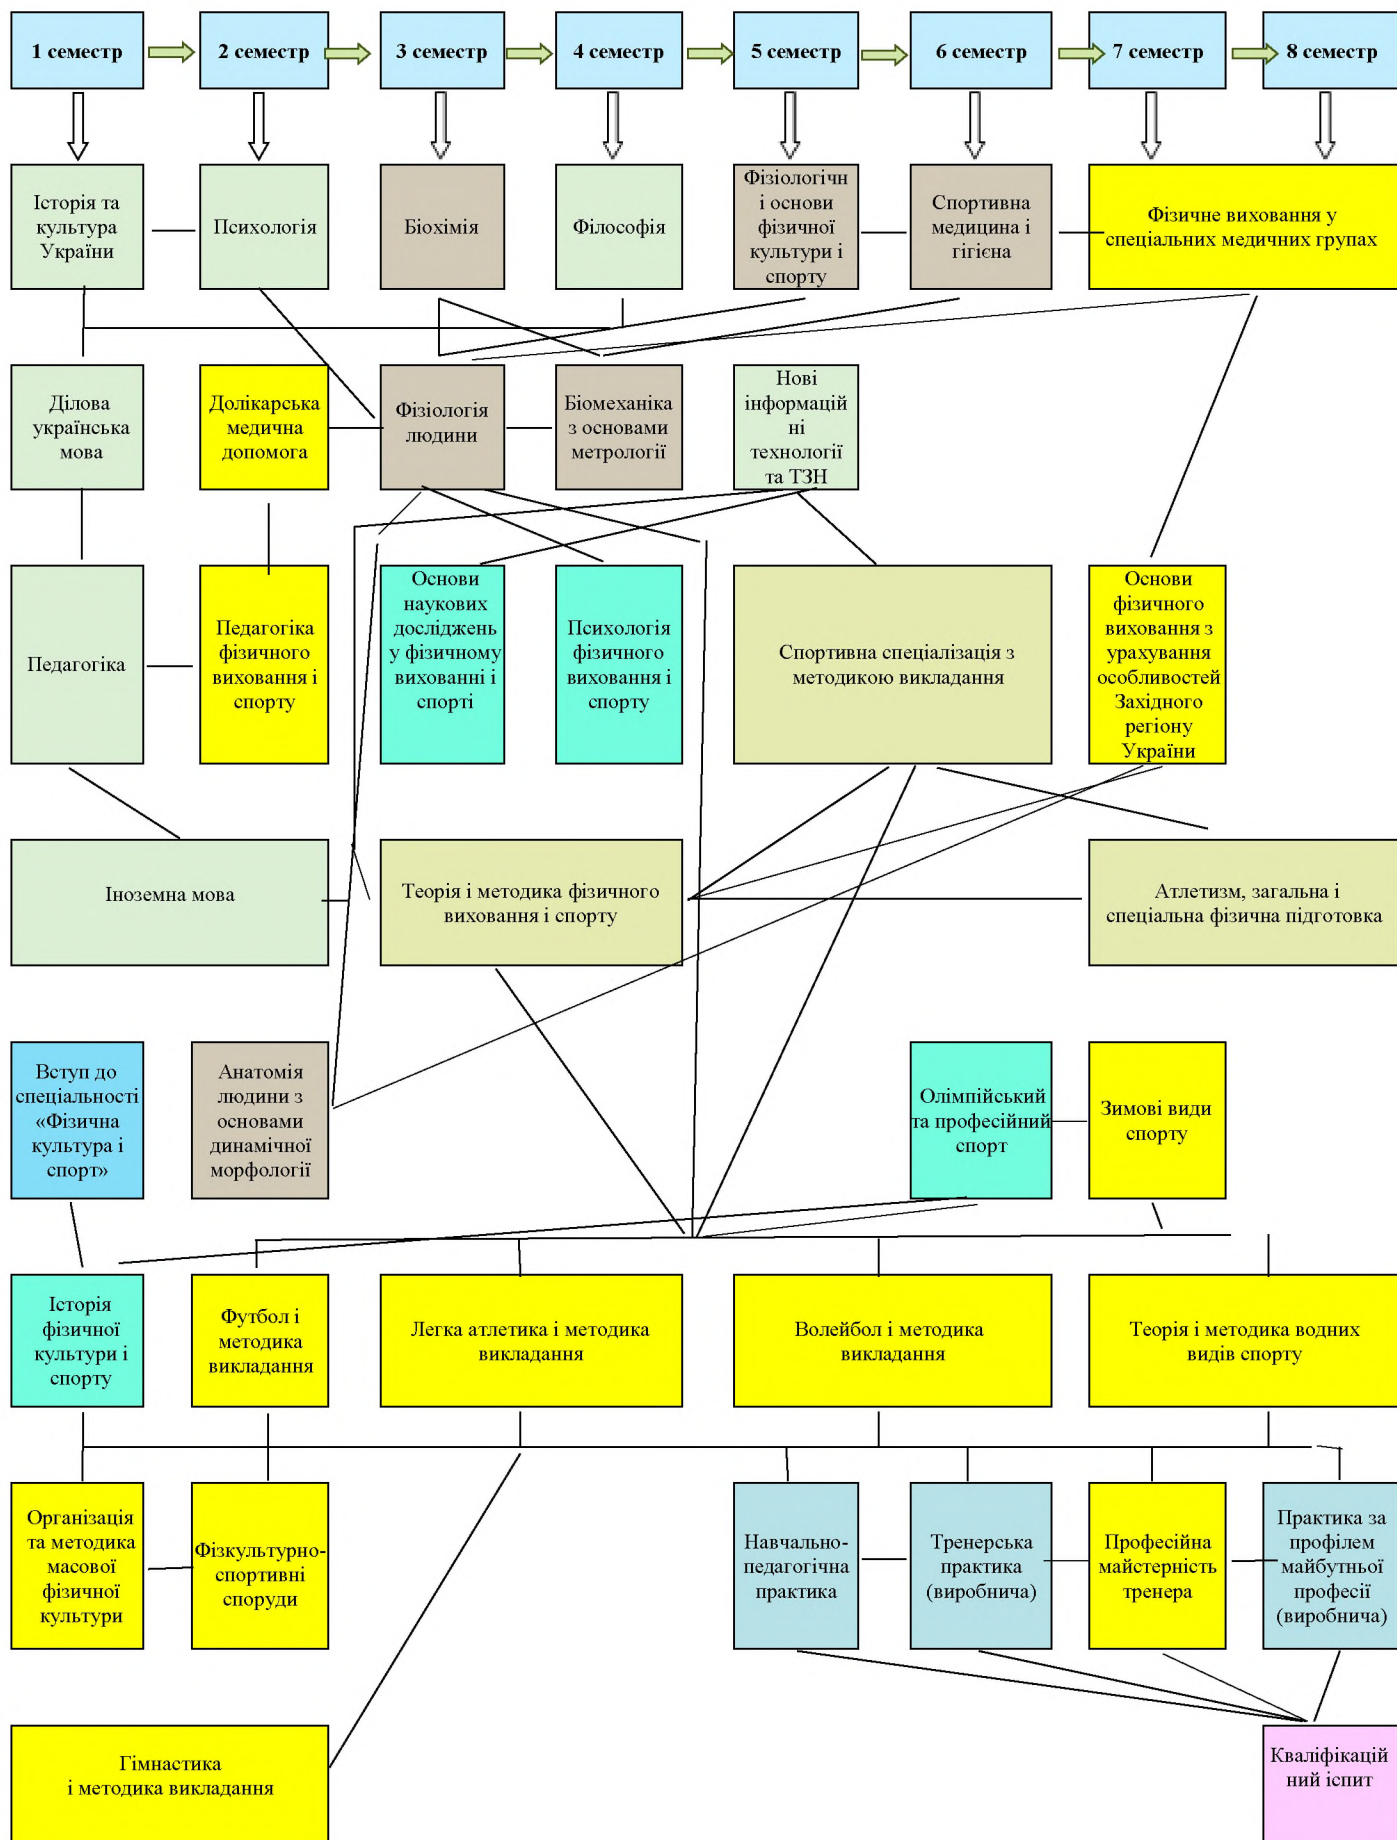 1 семестр
2 семестр
3 семестр
4 семестр
5 семестр
6 семестр
7 семестр
8 семестр
Історія та
культура
України
Психологія
Біохімія
Філософія
Фізіологічн
і основи
фізичної
культури і
спорту
Спортивна
медицина і
гігієна
Фізичне виховання у
спеціальних медичних групах
Ділова
українська
мова
Долікарська
медична
допомога
Фізіологія
людини
Біомеханіка
з основами
метрології
Нові
інформацій
ні
технології
та ТЗН
Педагогіка
Педагогіка
фізичного
виховання і
спорту
Основи
наукових
досліджень
у фізичному
вихованні і
спорті
Психологія
фізичного
виховання і
спорту
Спортивна спеціалізація з
методикою викладання
Основи
фізичного
виховання з
урахування
особливостей
Західного
регіону
України
Іноземна мова
Теорія і методика фізичного
виховання і спорту
Атлетизм, загальна і
спеціальна фізична підготовка
Вступ до
спеціальності
«Фізична
культура і
спорт»
Анатомія
людини з
основами
динамічної
морфології
Олімпійський
та професійний
спорт
Зимові види
спорту
Історія
фізичної
культури і
спорту
Футбол і
методика
викладання
Легка атлетика і методика
викладання
Волейбол і методика
викладання
Теорія і методика водних
видів спорту
Організація
та методика
масової
фізичної
культури
Фізкультурно-
спортивні
споруди
Навчально-
педагогічна
практика
Тренерська
практика
(виробнича)
Професійна
майстерність
тренера
Практика за
профілем
майбутньої
професії
(виробнича)
Гімнастика
і методика викладання
Кваліфікацій
ний іспит